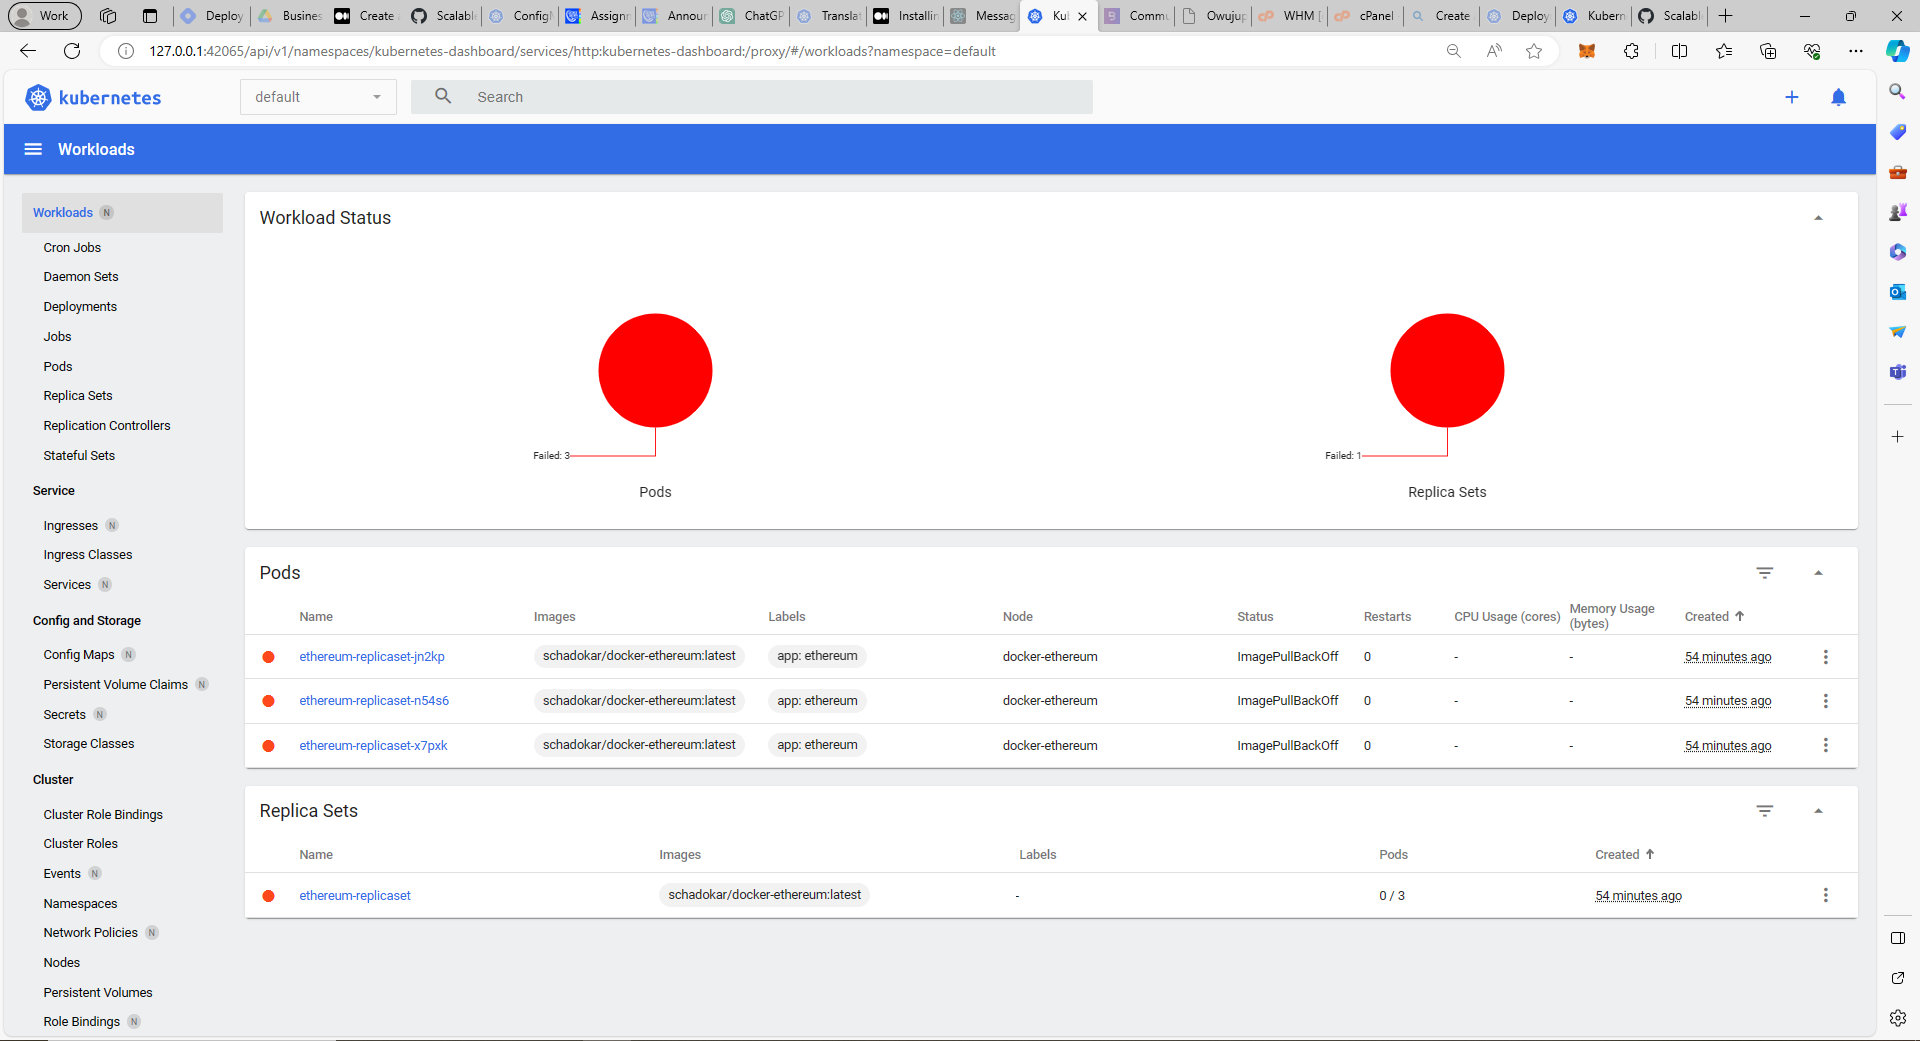 Work
Deploy
Busines
Create
Scalabl
Config
Assignm
Announ
ChatGP
Translat
Installin
Messag
Kub
Commu
Owujup
WHM [
cPanel
Create
Deploy
Kubern
Scalabl
127.0.0.1:42065/api/v1/namespaces/kubernetes-dashboard/services/http:kubernetes-dashboard:/proxy/#/workloads?namespace=default
kubernetes
default
Search
Workloads
Workloads N
Cron Jobs
Daemon Sets
Deployments
Jobs
Pods
Replica Sets
Replication Controllers
Stateful Sets
Service
Ingresses N
Ingress Classes
Services N
Config and Storage
Config Maps N
Persistent Volume Claims N
Secrets N
Storage Classes
Cluster
Cluster Role Bindings
Cluster Roles
Events N
Namespaces
Network Policies N
Nodes
Persistent Volumes
Role Bindings N
Workload Status
Failed: 3
Pods
Failed: 1
Replica Sets
Pods
Name Images Labels Node Status Restarts CPU Usage (cores) Memory Usage (bytes) Created
ethereum-replicaset-jn2kp schadokar/docker-ethereum:latest app: ethereum docker-ethereum ImagePullBackOff 0 - - 54 minutes ago
ethereum-replicaset-n54s6 schadokar/docker-ethereum:latest app: ethereum docker-ethereum ImagePullBackOff 0 - - 54 minutes ago
ethereum-replicaset-x7pxk schadokar/docker-ethereum:latest app: ethereum docker-ethereum ImagePullBackOff 0 - - 54 minutes ago
Replica Sets
Name Images Labels Pods Created
ethereum-replicaset schadokar/docker-ethereum:latest - 0 / 3 54 minutes ago